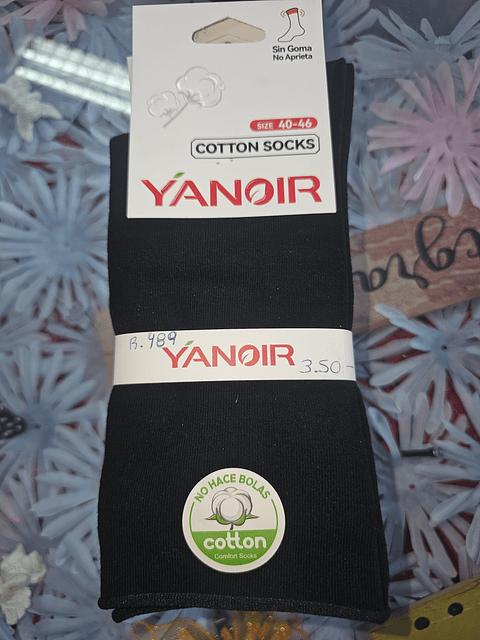 Sin Goma
No Aprieta
SIZE 40-46
COTTON SOCKS
YANOIR
R.989
YANOIR
3.50-
NO HACE BOLAS
cotton
Comfort Socks